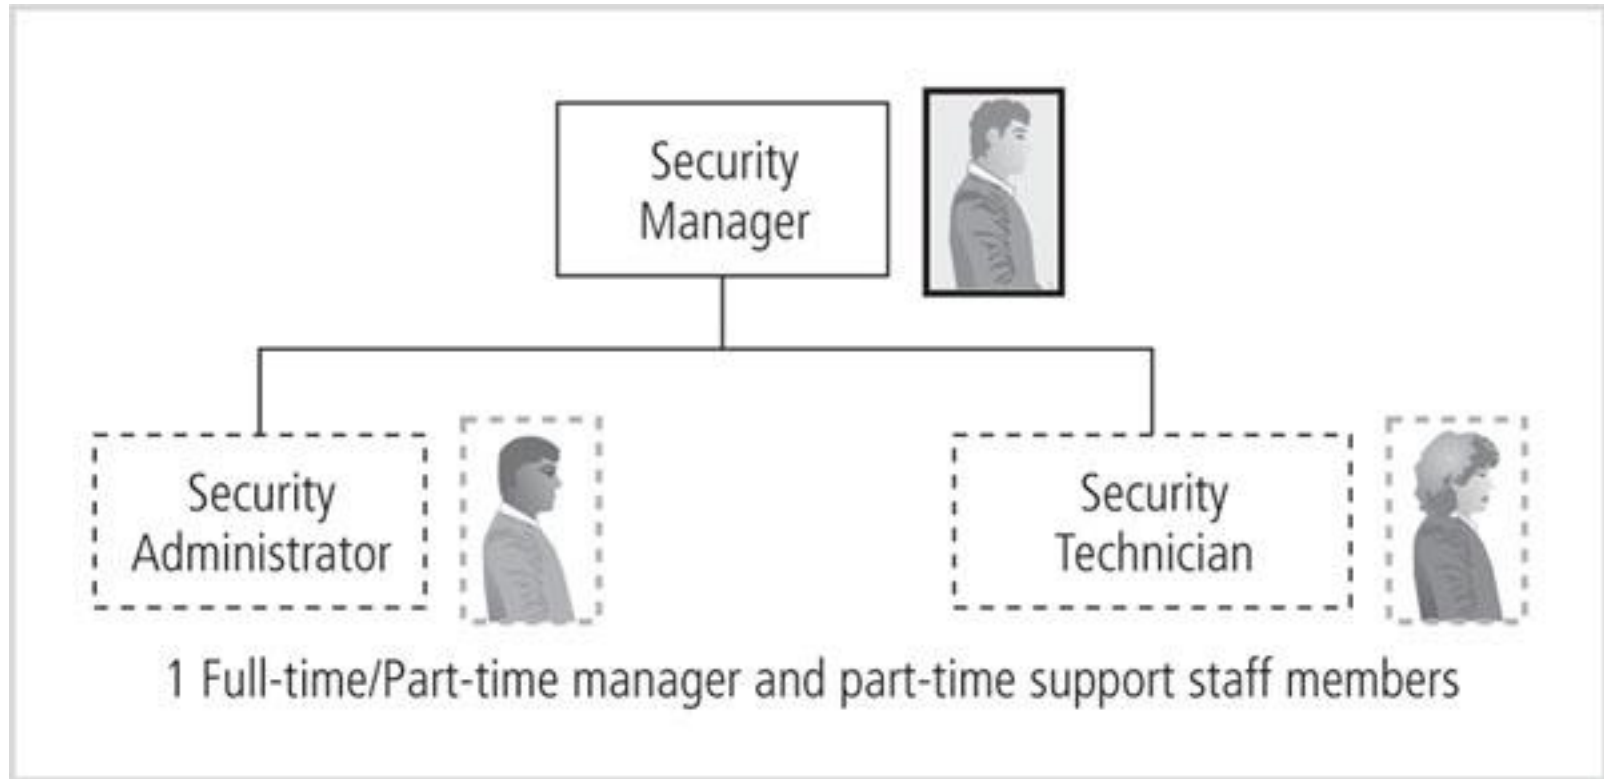 Security
Manager
Security
Administrator
Security
Technician
1 Full-time/Part-time manager and part-time support staff members